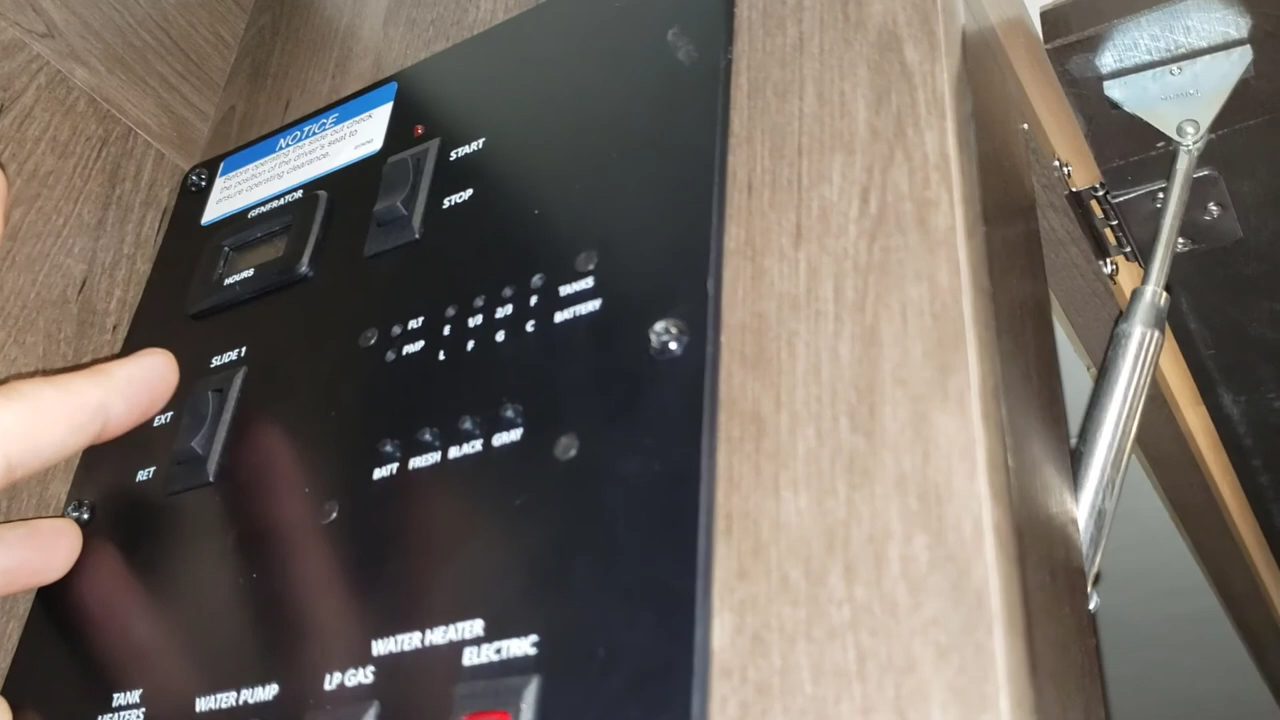 NOTICE
Before operating the slide out check
the position of the driver's seat to
ensure operating clearance.
GENERATOR
HOURS
START
STOP
FLT E 1/3 2/3 F TANKS
PMP L F G C BATTERY
SLIDE 1
EXT
RET
BATT FRESH BLACK GRAY
WATER HEATER
LP GAS ELECTRIC
TANK
HEATERS
WATER PUMP